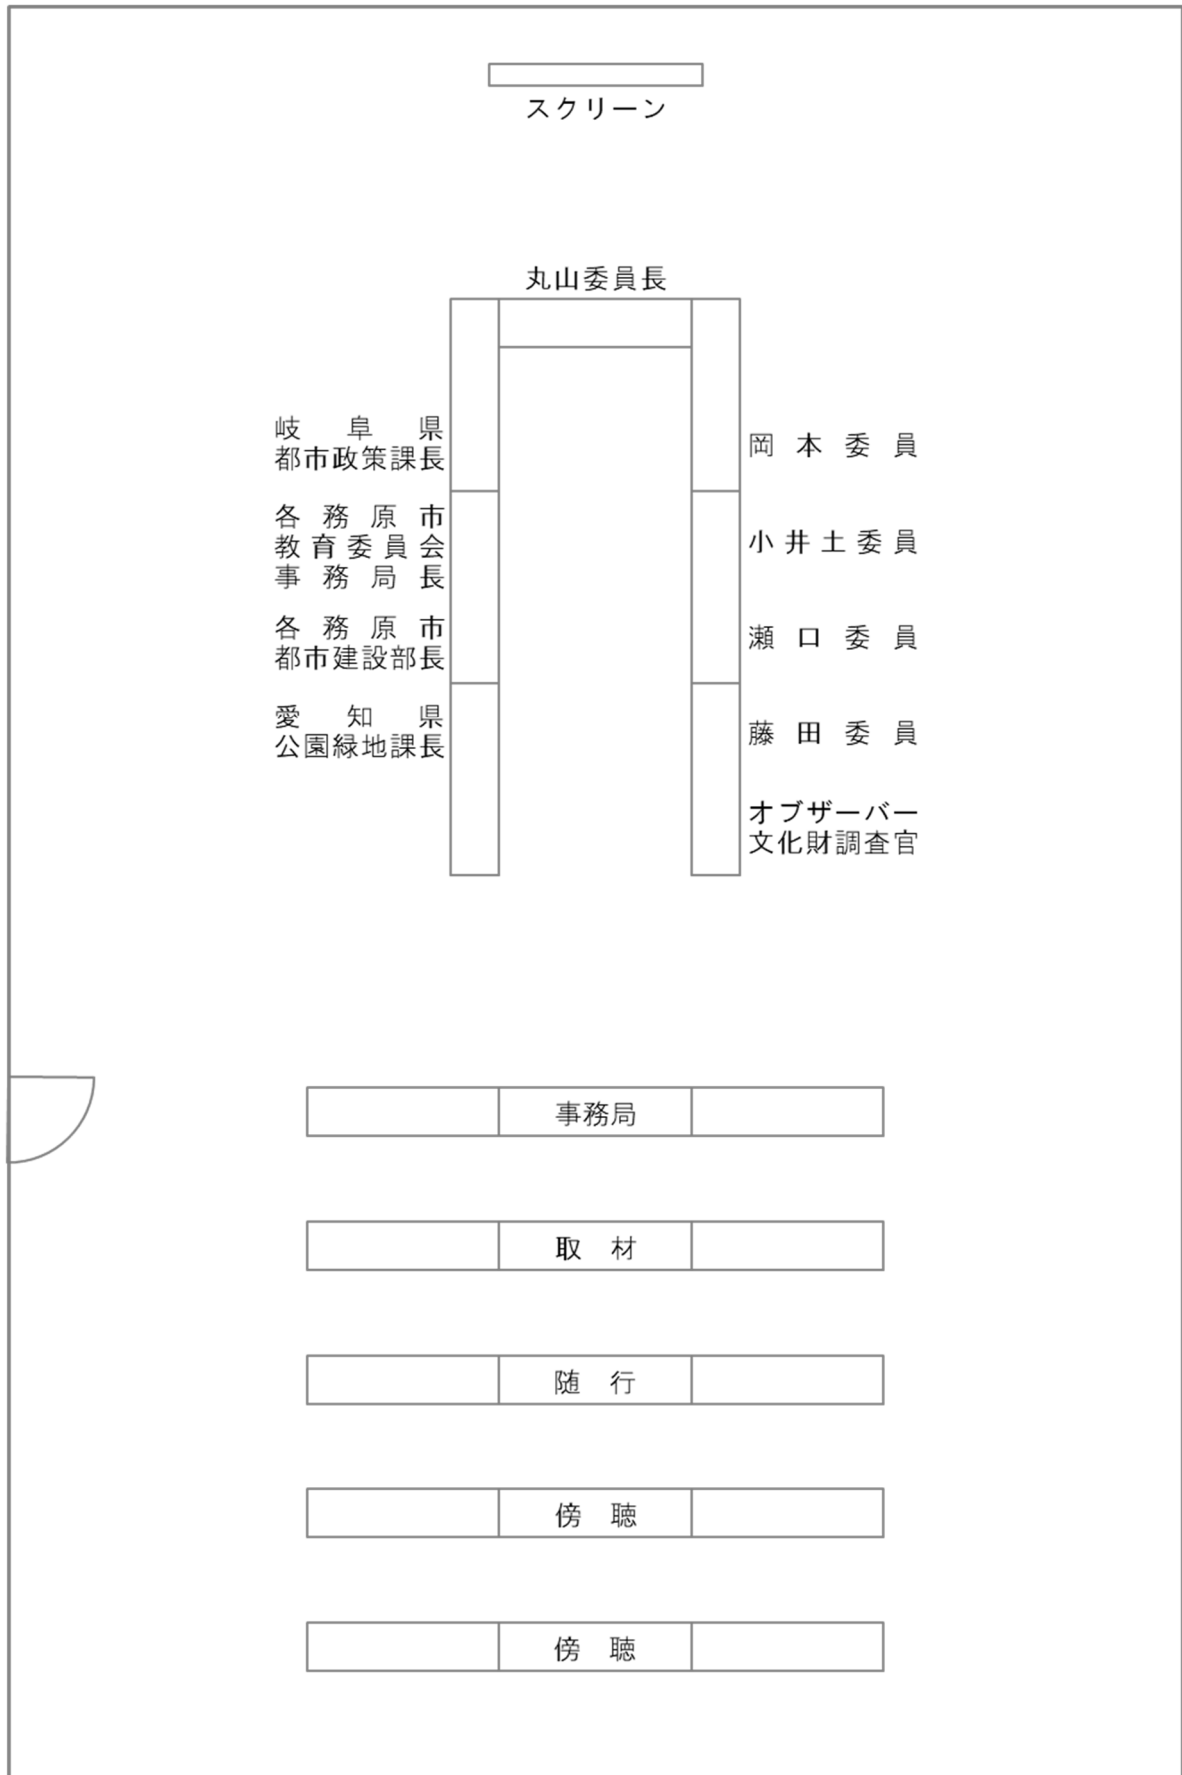 スクリーン
丸山委員長
岐阜県
都市政策課長
各務原市
教育委員会
事務局長
各務原市
都市建設部長
愛知県
公園緑地課長
岡本委員
小井土委員
瀬口委員
藤田委員
オブザーバー
文化財調査官
事務局
取材
随行
傍聴
傍聴